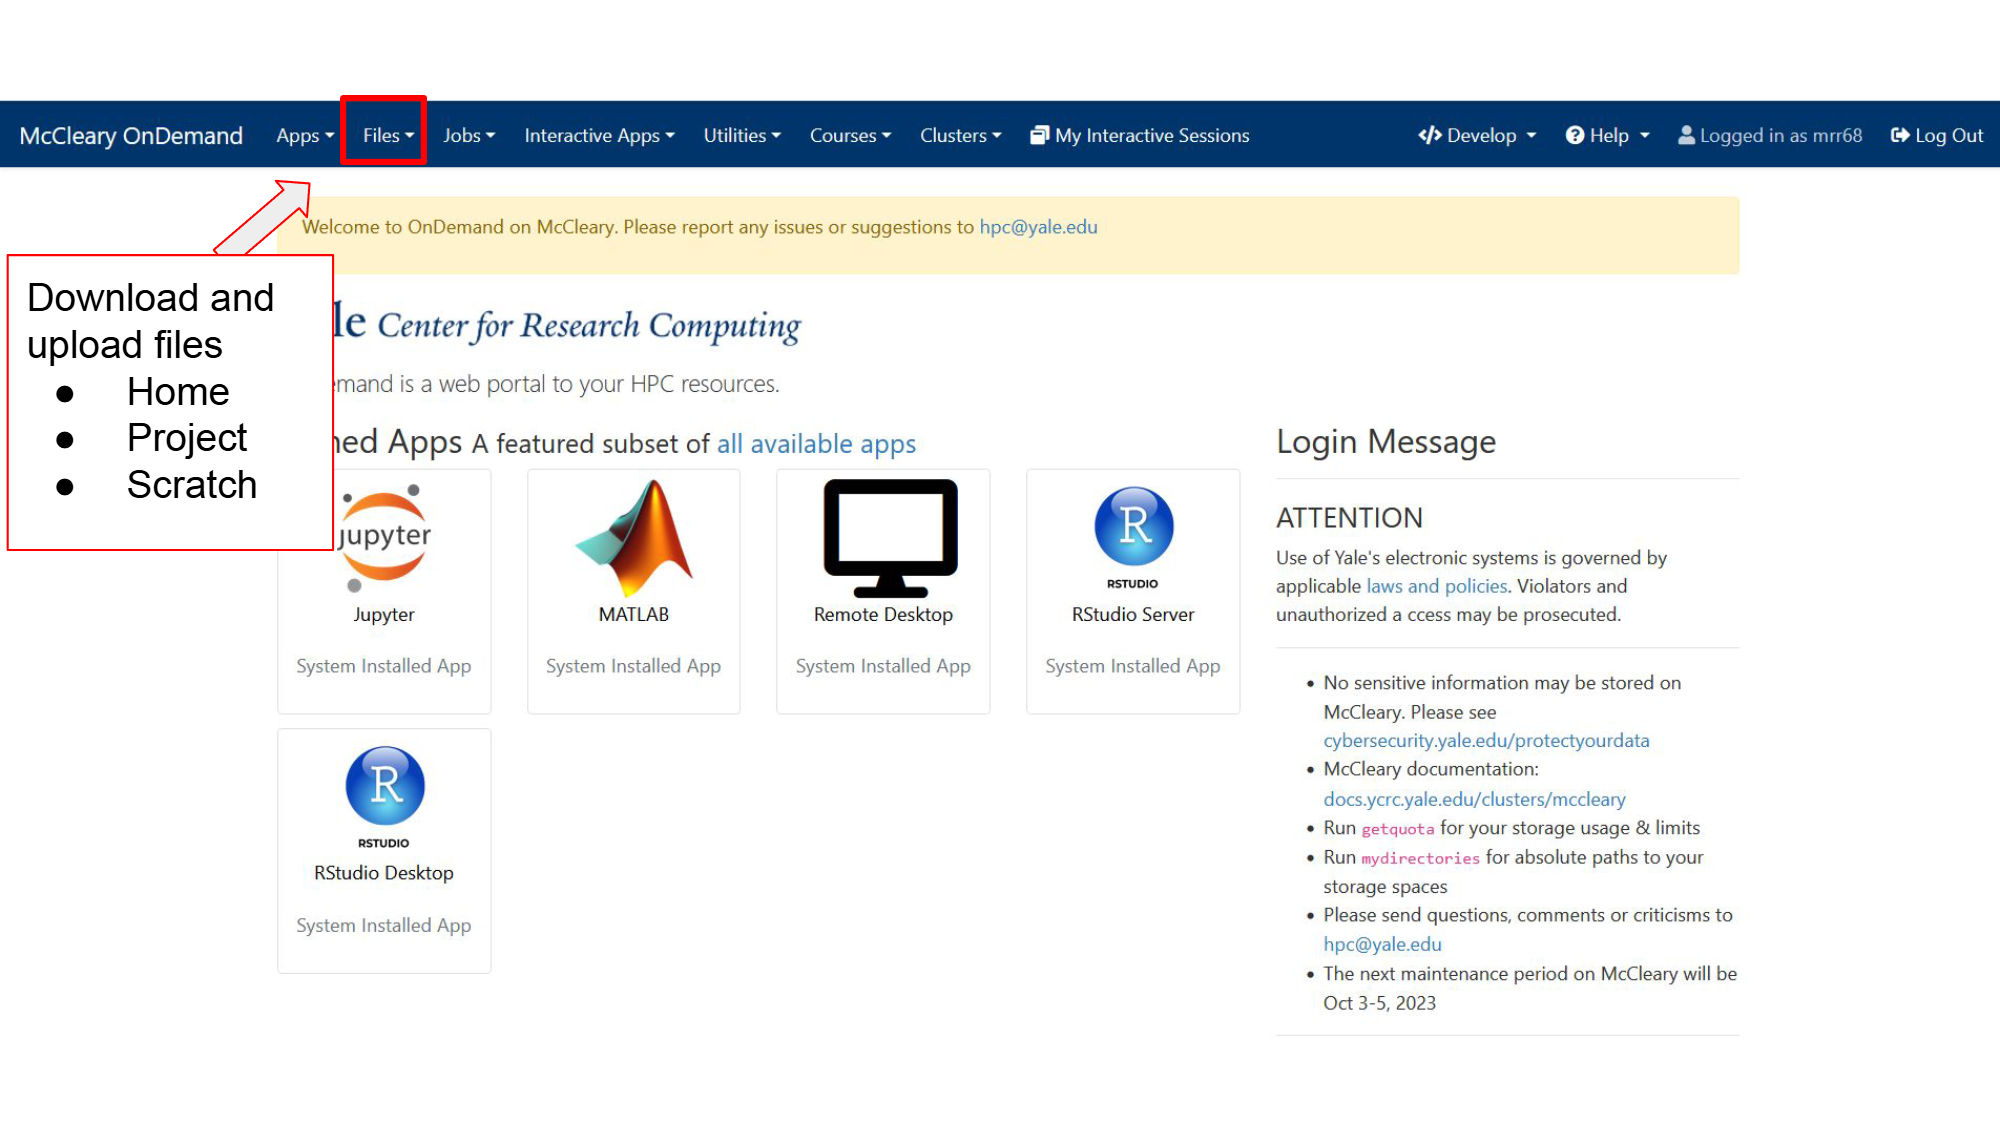 McCleary OnDemand Apps Files Jobs Interactive Apps Utilities Courses Clusters My Interactive Sessions Develop Help Logged in as mrr68 Log Out
Welcome to OnDemand on McCleary. Please report any issues or suggestions to hpc@yale.edu
Download and
upload files
● Home
● Project
● Scratch
le Center for Research Computing
emand is a web portal to your HPC resources.
ned Apps A featured subset of all available apps
jupyter
Jupyter
System Installed App
MATLAB
System Installed App
Remote Desktop
System Installed App
R
RSTUDIO
RStudio Server
System Installed App
R
RSTUDIO
RStudio Desktop
System Installed App
Login Message
ATTENTION
Use of Yale's electronic systems is governed by
applicable laws and policies. Violators and
unauthorized a ccess may be prosecuted.
• No sensitive information may be stored on
McCleary. Please see
cybersecurity.yale.edu/protectyourdata
• McCleary documentation:
docs.ycrc.yale.edu/clusters/mccleary
• Run getquota for your storage usage & limits
• Run mydirectories for absolute paths to your
storage spaces
• Please send questions, comments or criticisms to
hpc@yale.edu
• The next maintenance period on McCleary will be
Oct 3-5, 2023